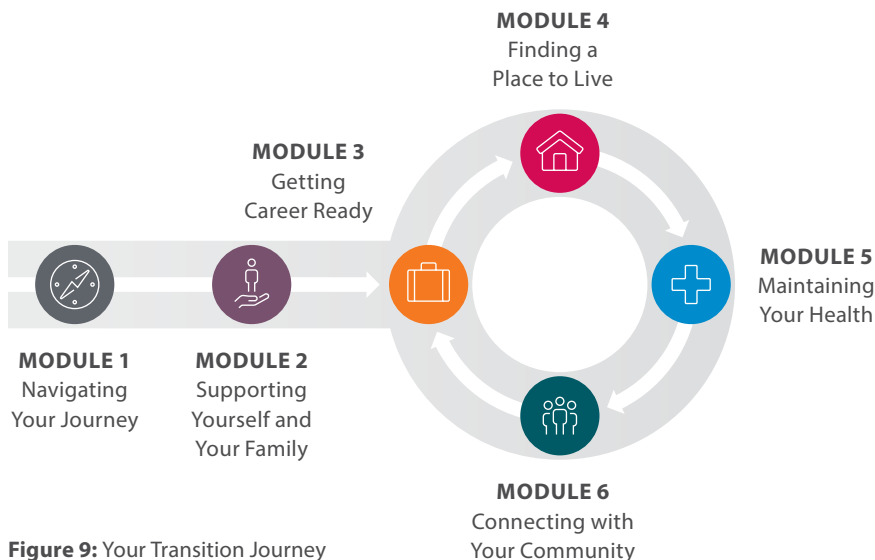 MODULE 4
Finding a
Place to Live
MODULE 3
Getting
Career Ready
MODULE 5
Maintaining
Your Health
MODULE 1
Navigating
Your Journey
MODULE 2
Supporting
Yourself and
Your Family
MODULE 6
Connecting with
Your Community
Figure 9: Your Transition Journey